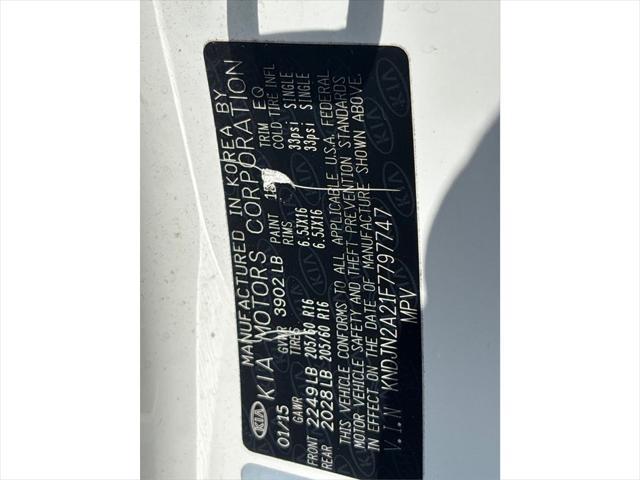 KIA MANUFACTURED IN KOREA BY
KIA MOTORS CORPORATION
01/15 GVWR 3902LB PAINT TRIM EQ
GAWR TIRES RIMS COLD TIRE INFL
FRONT 2249LB 205/60 R16 6.5JX16 33psi SINGLE
REAR 2028LB 205/60 R16 6.5JX16 33psi SINGLE
THIS VEHICLE CONFORMS TO ALL APPLICABLE U.S.A. FEDERAL
MOTOR VEHICLE SAFETY AND THEFT PREVENTION STANDARDS
IN EFFECT ON THE DATE OF MANUFACTURE SHOWN ABOVE.
V.I.N KNDJN2A21F7797747
MPV